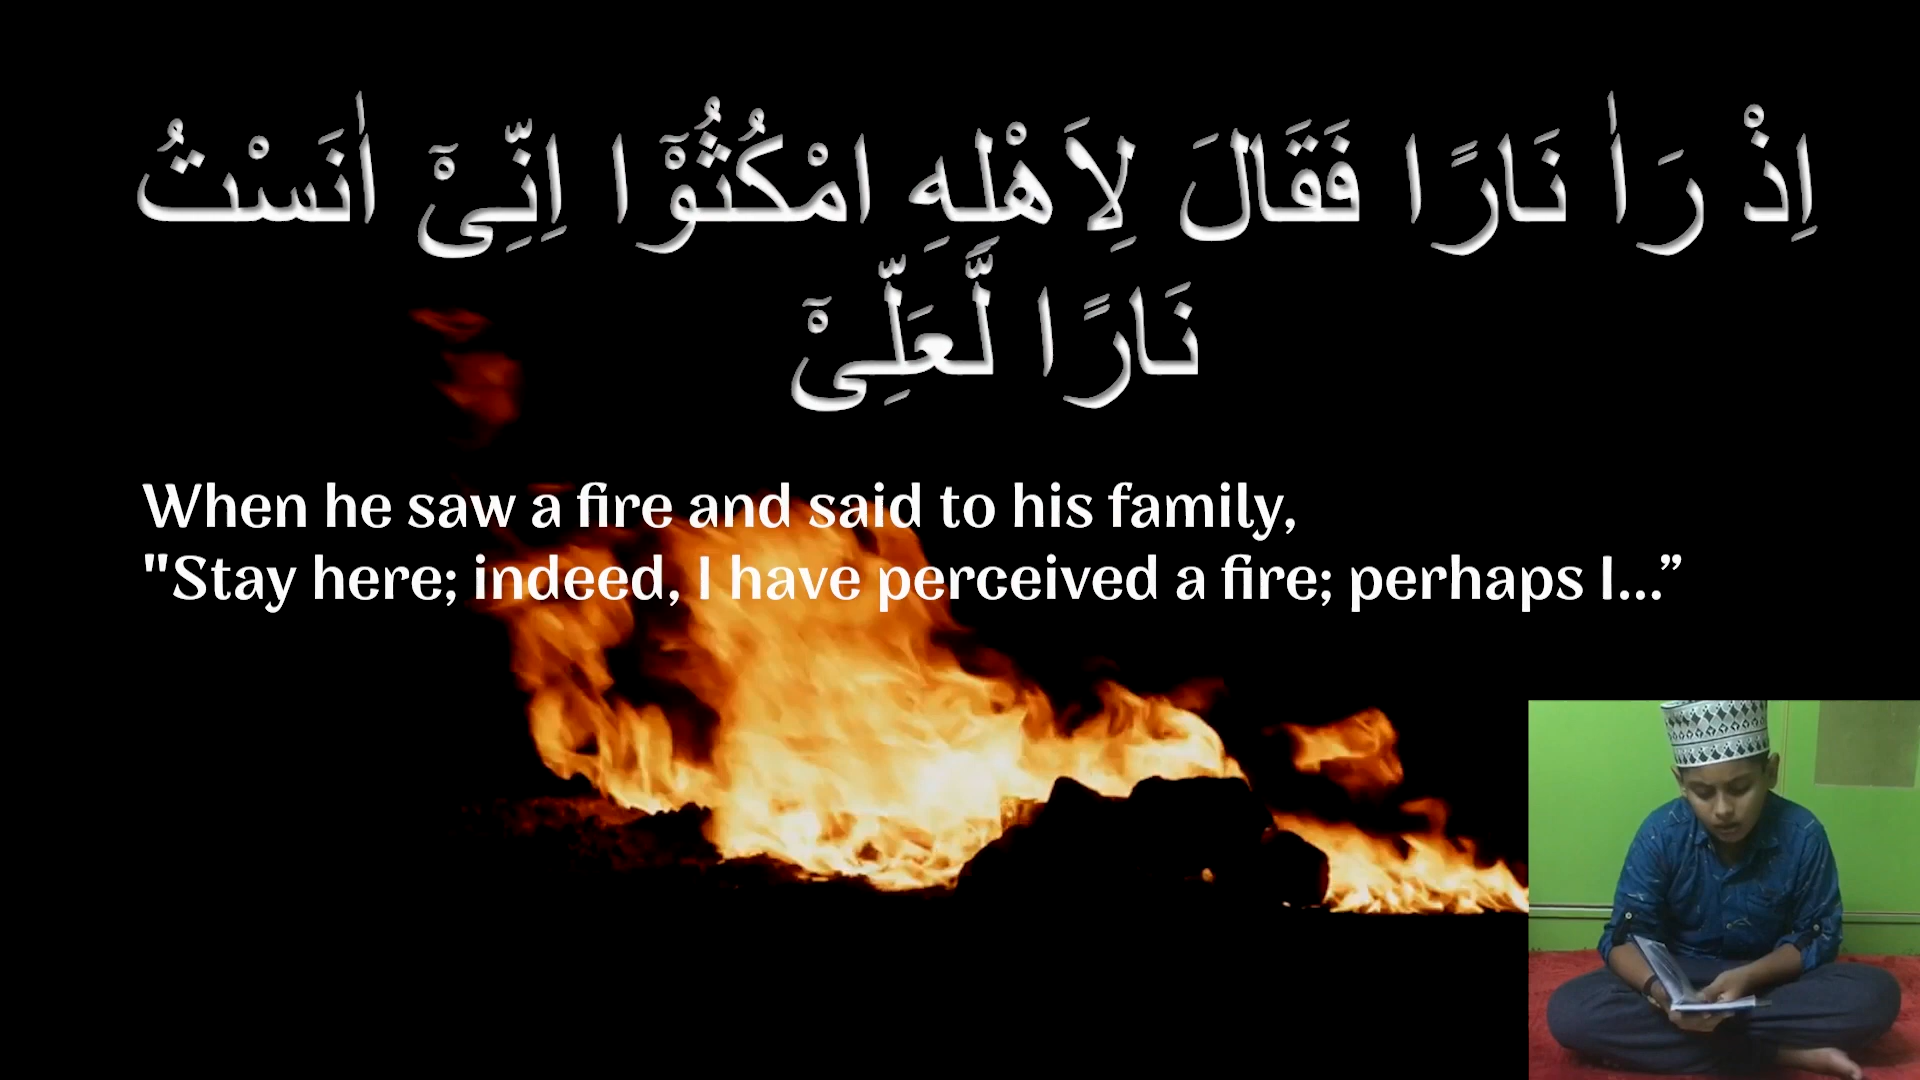 اِذْ رَاٰ نَارًا فَقَالَ لِاَهْلِهِ امْكُثُوْۤا اِنِّىْۤ اٰنَسْتُ
نَارًا لَّعَلِّىْۤ
When he saw a fire and said to his family,
"Stay here; indeed, I have perceived a fire; perhaps I...”